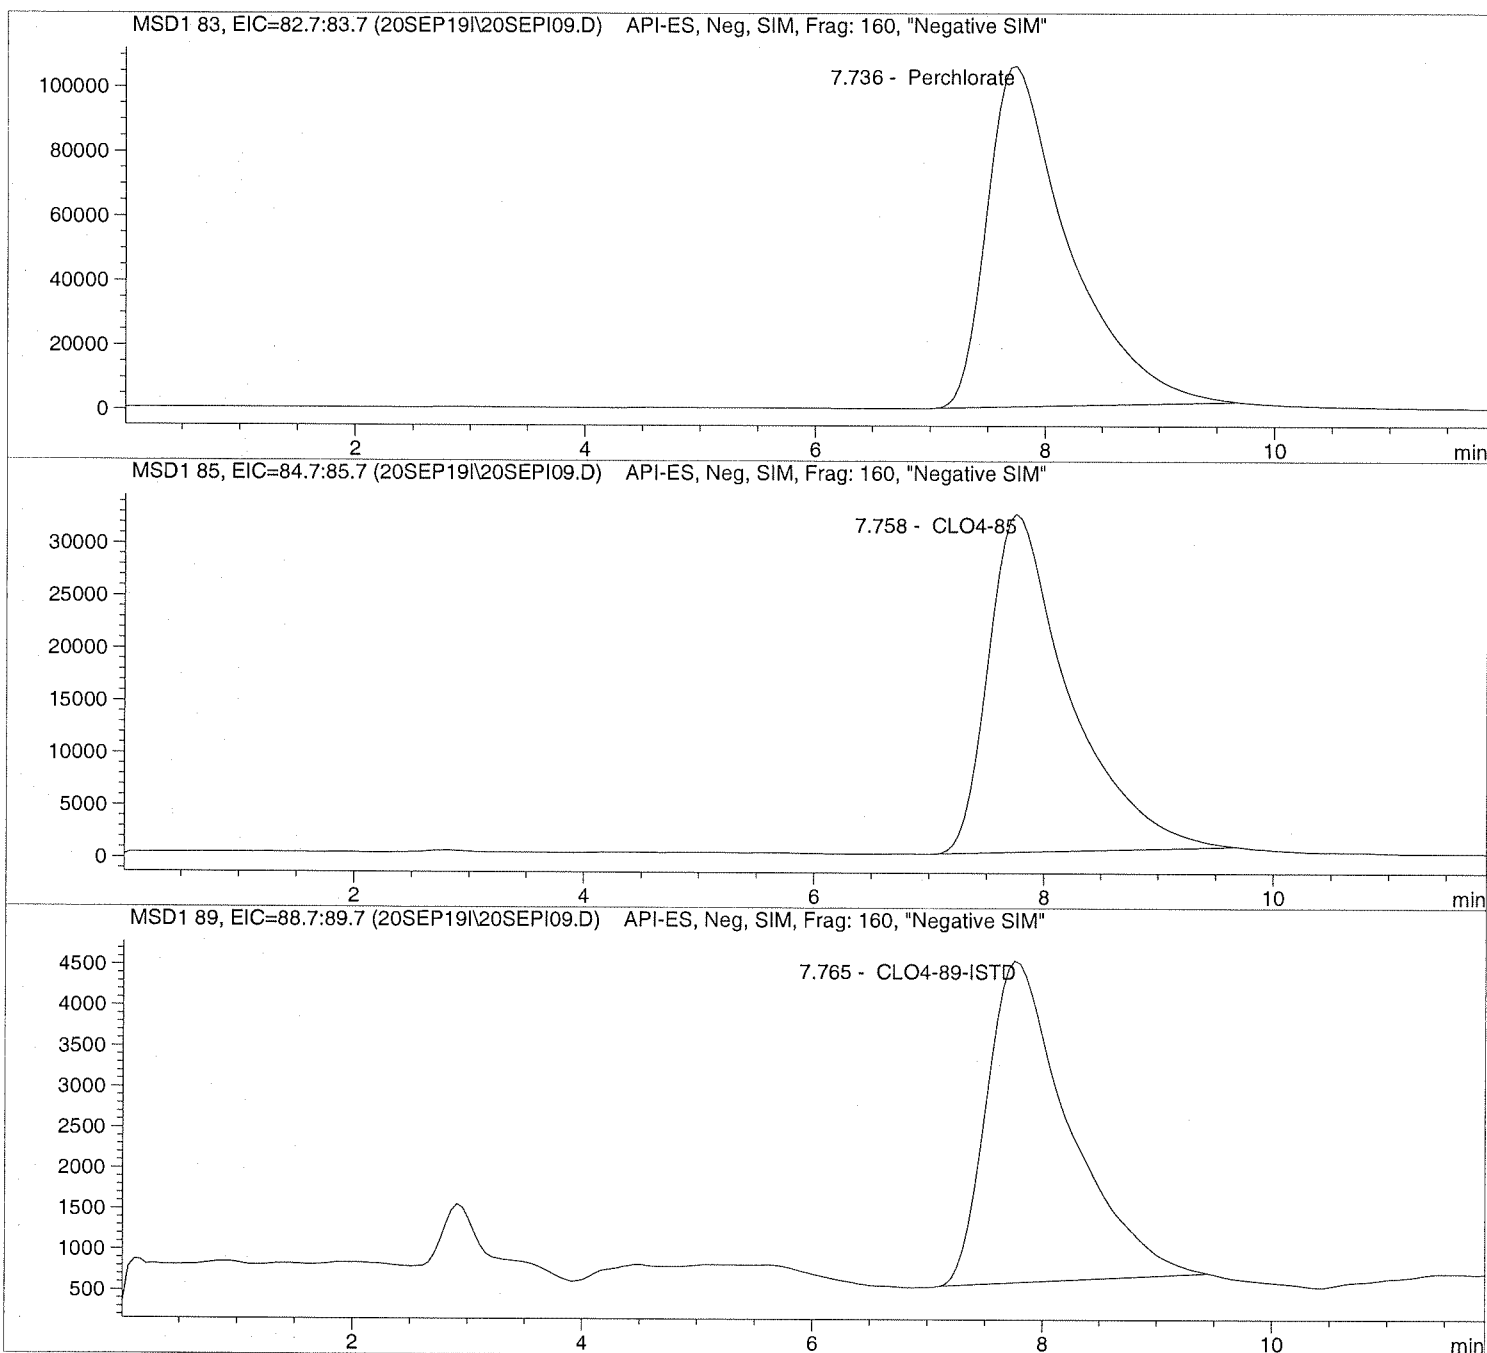 MSD1 83, EIC=82.7:83.7 (20SEP19I\20SEPI09.D) API-ES, Neg, SIM, Frag: 160, "Negative SIM"
7.736 - Perchlorate
100000
80000
60000
40000
20000
0
2 4 6 8 10 min
MSD1 85, EIC=84.7:85.7 (20SEP19I\20SEPI09.D) API-ES, Neg, SIM, Frag: 160, "Negative SIM"
7.758 - CLO4-85
30000
25000
20000
15000
10000
5000
0
2 4 6 8 10 min
MSD1 89, EIC=88.7:89.7 (20SEP19I\20SEPI09.D) API-ES, Neg, SIM, Frag: 160, "Negative SIM"
7.765 - CLO4-89-ISTD
4500
4000
3500
3000
2500
2000
1500
1000
500
2 4 6 8 10 min